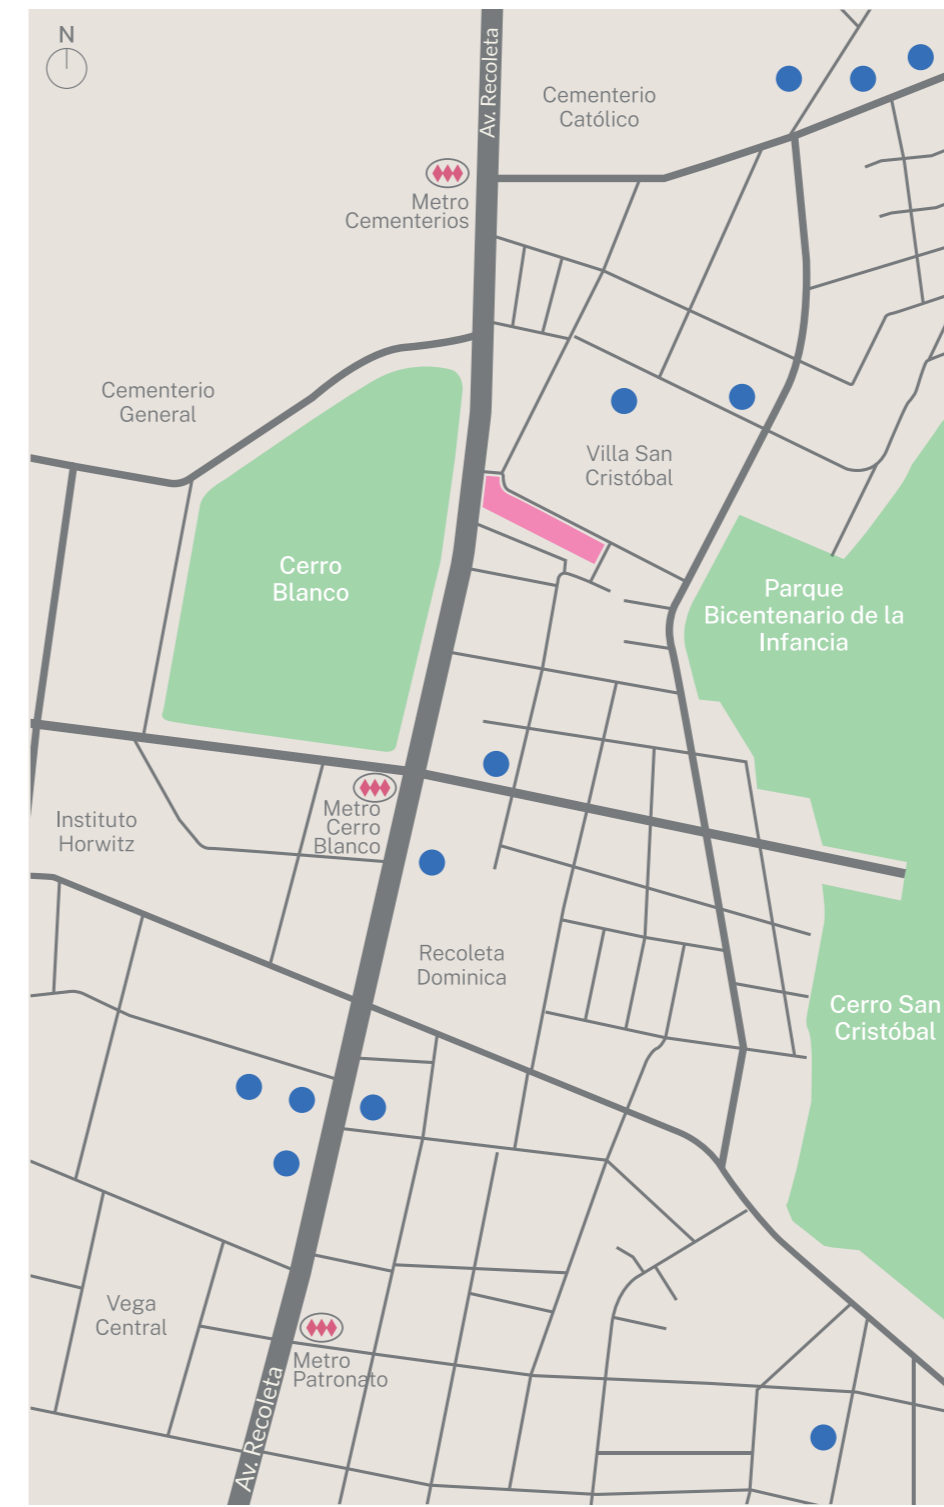 N
Av. Recoleta
Cementerio
Católico
Metro
Cementerios
Cementerio
General
Villa San
Cristóbal
Cerro
Blanco
Parque
Bicentenario de la
Infancia
Metro
Cerro
Blanco
Instituto
Horwitz
Recoleta
Dominica
Cerro San
Cristóbal
Vega
Central
Metro
Patronato
Av. Recoleta